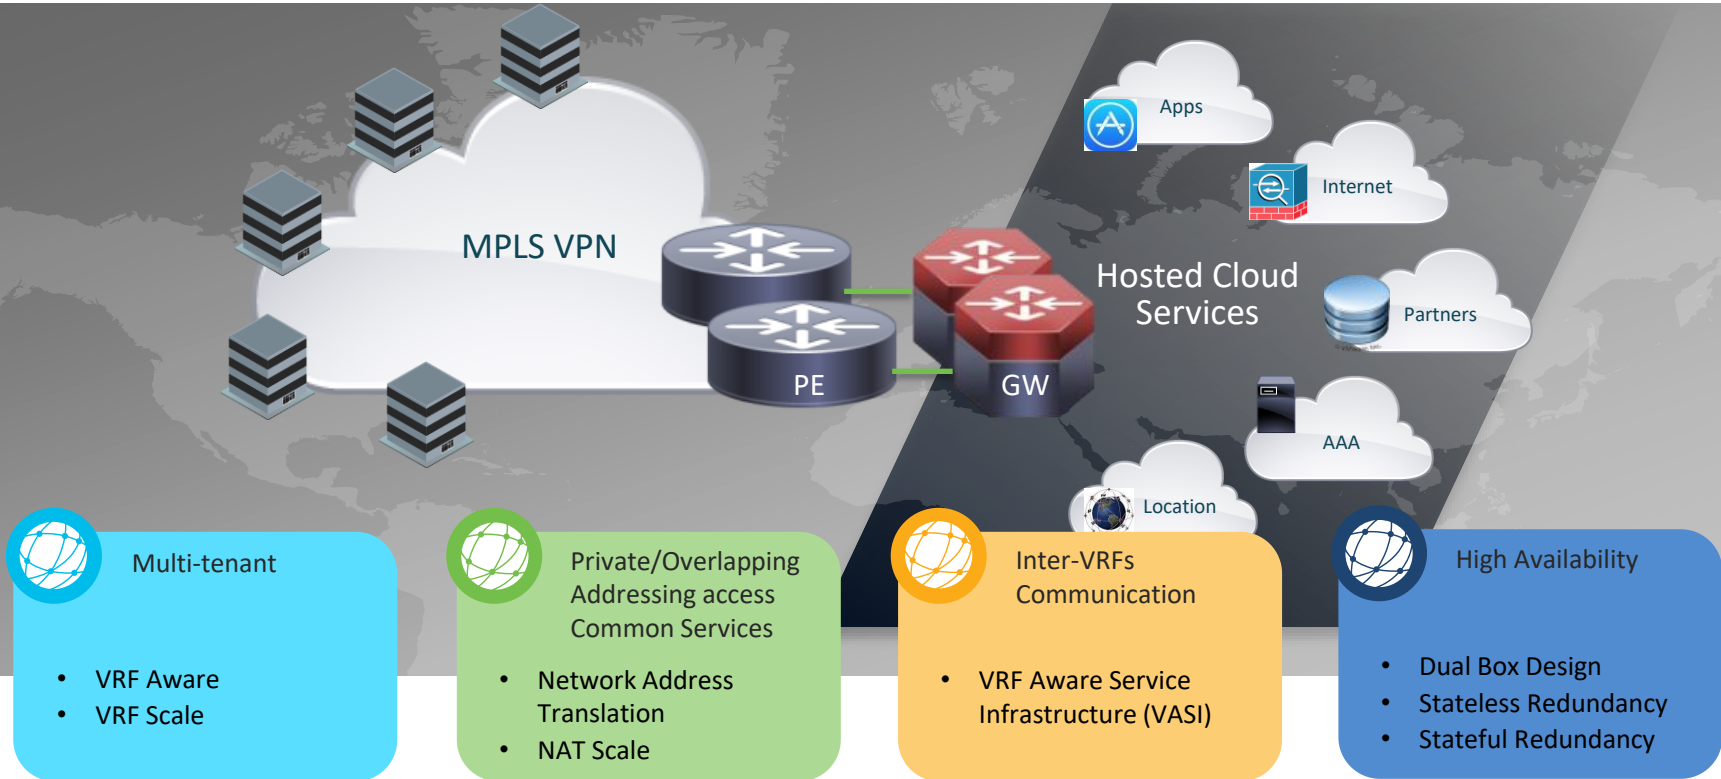 Apps
Internet
MPLS VPN
Hosted Cloud
Services
Partners
PE
GW
AAA
Location
Multi-tenant
• VRF Aware
• VRF Scale
Private/Overlapping
Addressing access
Common Services
• Network Address
Translation
• NAT Scale
Inter-VRFs
Communication
• VRF Aware Service
Infrastructure (VASI)
High Availability
• Dual Box Design
• Stateless Redundancy
• Stateful Redundancy